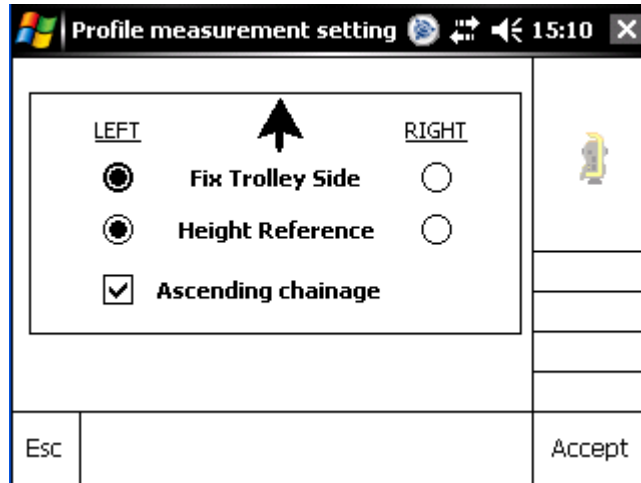 Profile measurement setting 15:10
LEFT RIGHT
Fix Trolley Side
Height Reference
Ascending chainage
Esc Accept